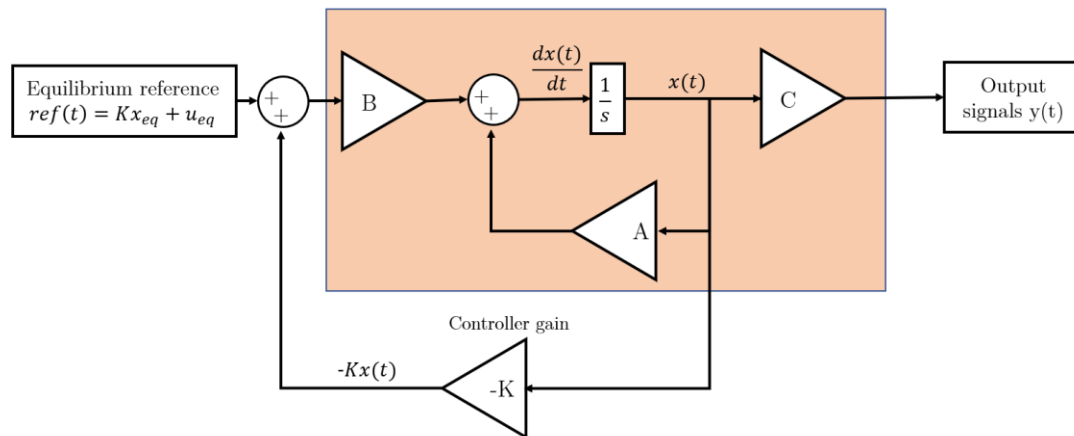 Equilibrium reference
ref(t) = Kx_eq + u_eq
+
+
B
+
+
dx(t)
dt
1
s
x(t)
C
Output
signals y(t)
A
Controller gain
-Kx(t)
-K